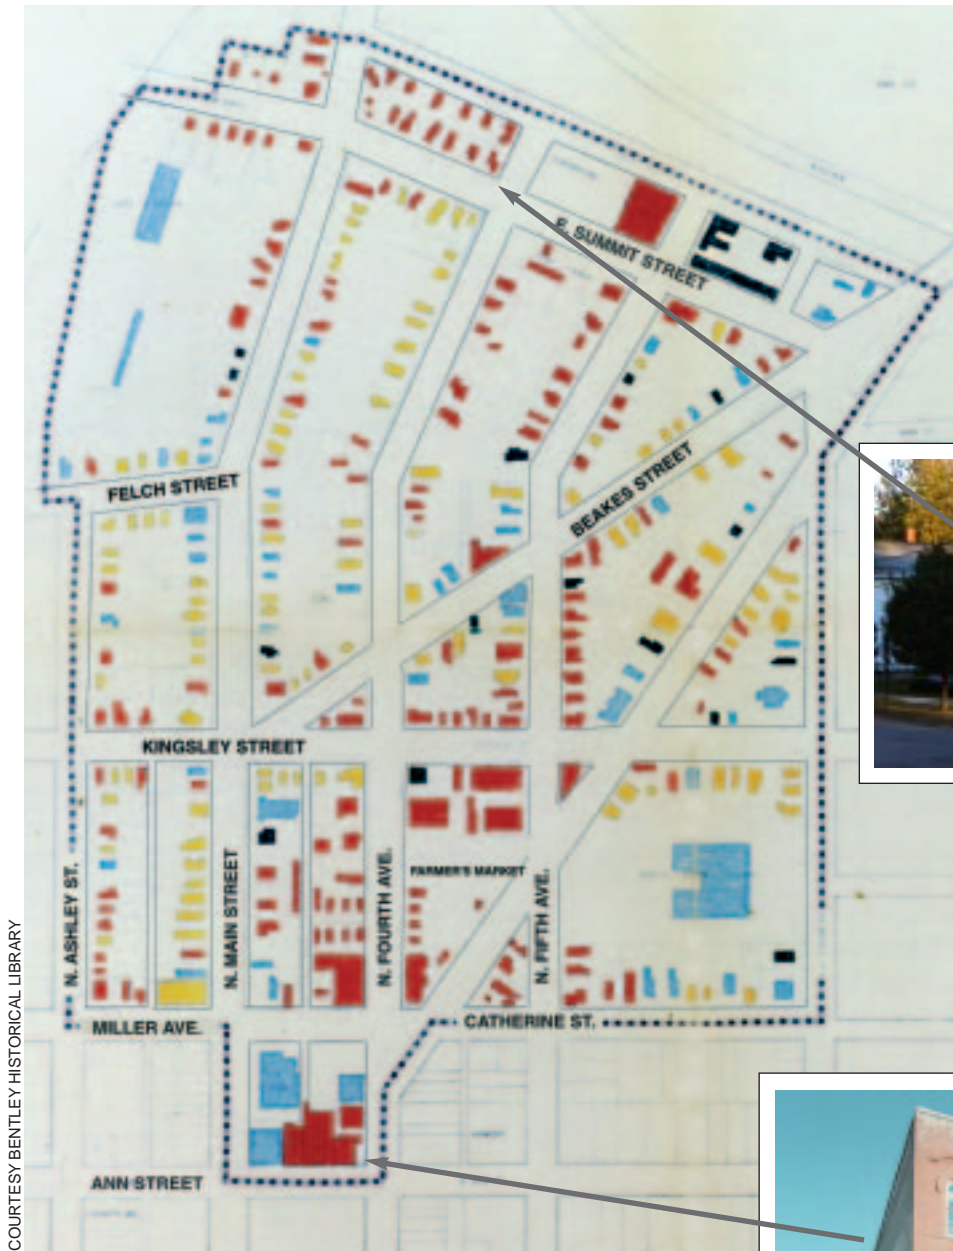 E. SUMMIT STREET
FELCH STREET
BEAKES STREET
KINGSLEY STREET
N. ASHLEY ST.
N. MAIN STREET
N. FOURTH AVE.
FARMER'S MARKET
N. FIFTH AVE.
MILLER AVE.
CATHERINE ST.
ANN STREET
COURTESY BENTLEY HISTORICAL LIBRARY